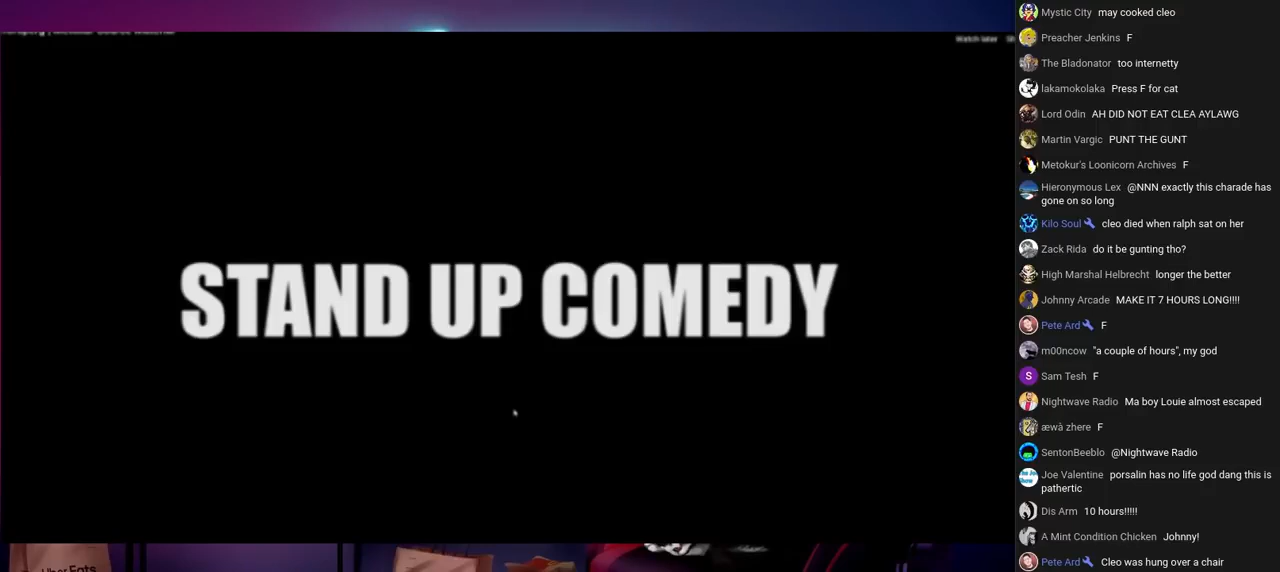 Watch later
STAND UP COMEDY
Uber Eats
Mystic City may cooked cleo
Preacher Jenkins F
The Bladonator too internetty
lakamokolaka Press F for cat
Lord Odin AH DID NOT EAT CLEA AYLAWG
Martin Vargic PUNT THE GUNT
Metokur's Loonicorn Archives F
Hieronymous Lex @NNN exactly this charade has
gone on so long
Kilo Soul cleo died when ralph sat on her
Zack Rida do it be gunting tho?
High Marshal Helbrecht longer the better
Johnny Arcade MAKE IT 7 HOURS LONG!!!!
Pete Ard F
m00ncow "a couple of hours", my god
S Sam Tesh F
Nightwave Radio Ma boy Louie almost escaped
æwā zhere F
SentonBeeblo @Nightwave Radio
Joe Valentine porsalin has no life god dang this is
pathertic
Dis Arm 10 hours!!!!!
A Mint Condition Chicken Johnny!
Pete Ard Cleo was hung over a chair